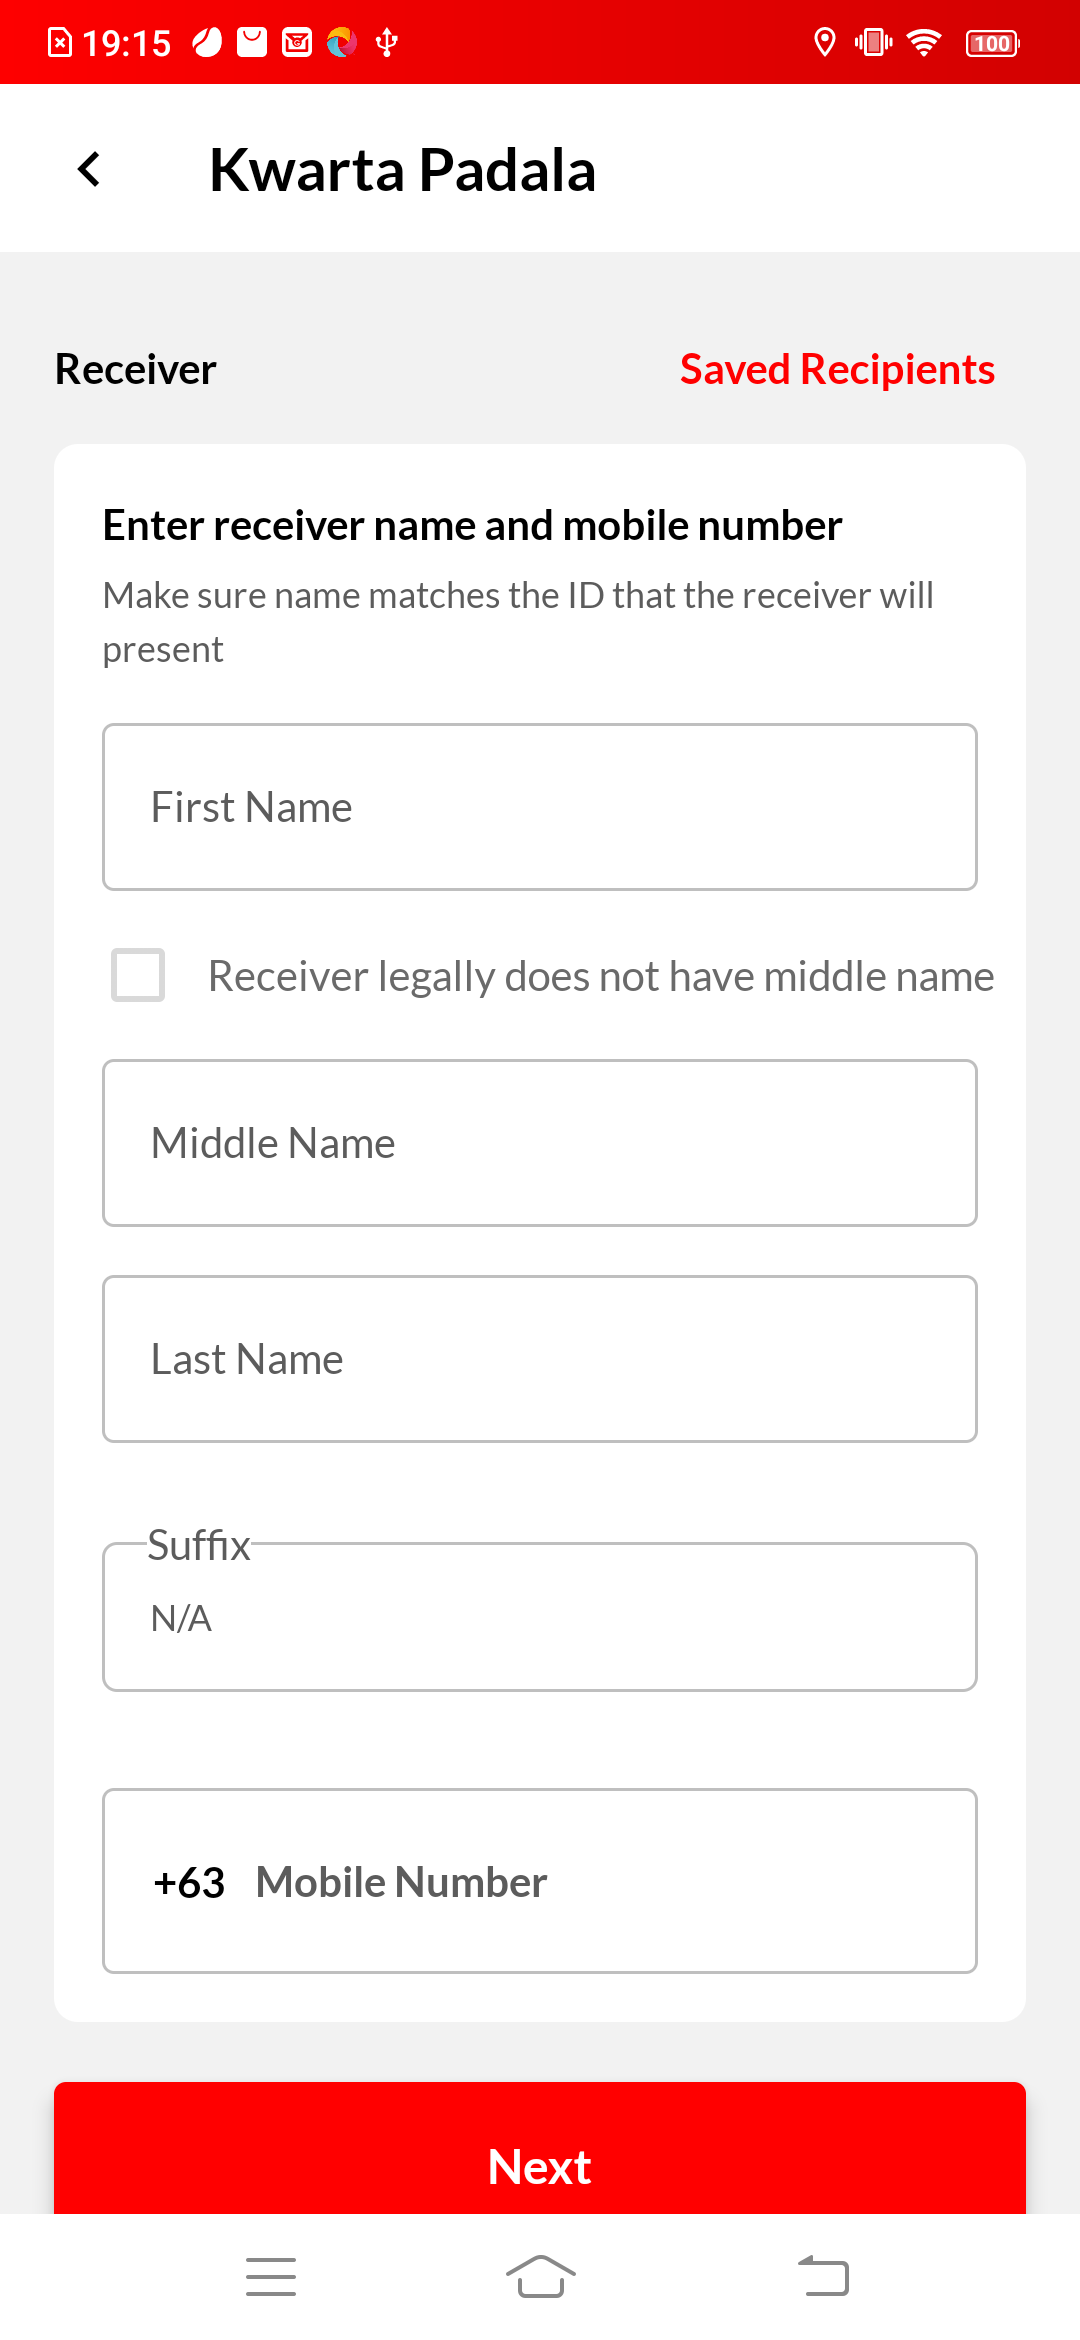 19:15
100
Kwarta Padala
Receiver
Saved Recipients
Enter receiver name and mobile number
Make sure name matches the ID that the receiver will
present
First Name
Receiver legally does not have middle name
Middle Name
Last Name
Suffix
N/A
+63 Mobile Number
Next